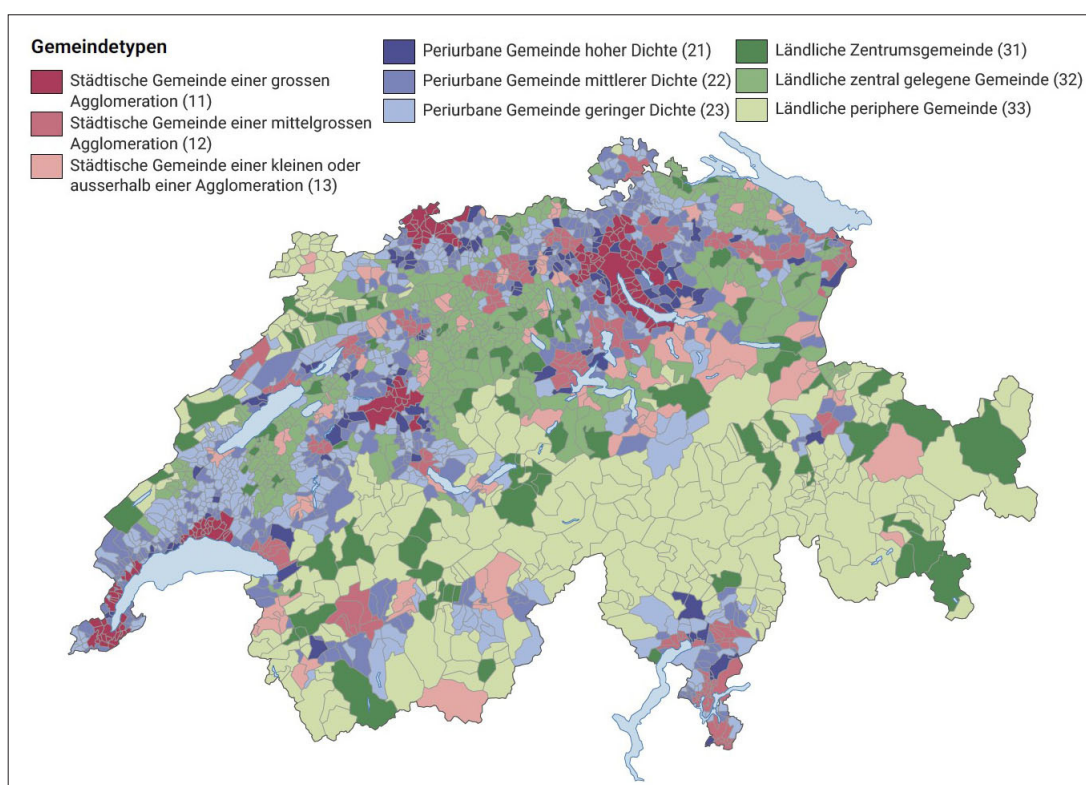 Gemeindetypen
Städtische Gemeinde einer grossen
Agglomeration (11)
Städtische Gemeinde einer mittelgrossen
Agglomeration (12)
Städtische Gemeinde einer kleinen oder
ausserhalb einer Agglomeration (13)
Periurbane Gemeinde hoher Dichte (21)
Periurbane Gemeinde mittlerer Dichte (22)
Periurbane Gemeinde geringer Dichte (23)
Ländliche Zentrumsgemeinde (31)
Ländliche zentral gelegene Gemeinde (32)
Ländliche periphere Gemeinde (33)